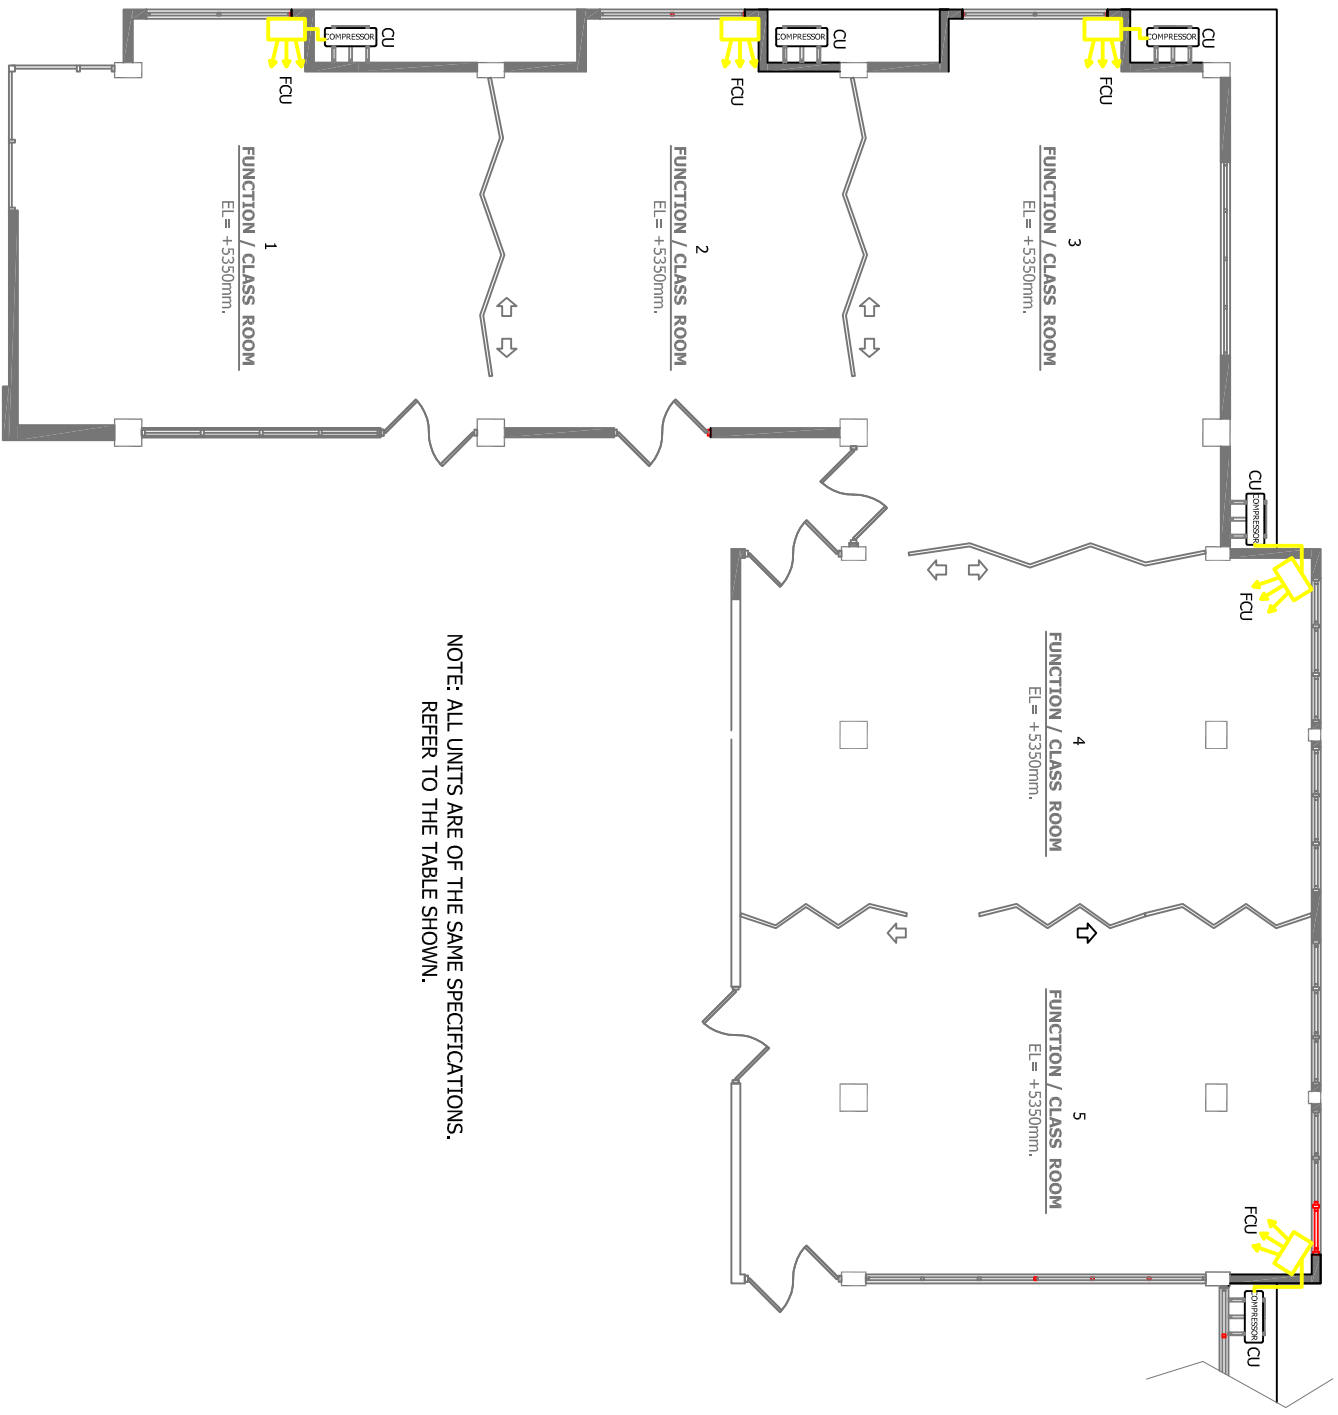 COMPRESSOR
CU
FCU
COMPRESSOR
CU
FCU
COMPRESSOR
CU
FCU
1
FUNCTION / CLASS ROOM
EL= +5350mm.
2
FUNCTION / CLASS ROOM
EL= +5350mm.
3
FUNCTION / CLASS ROOM
EL= +5350mm.
CU
COMPRESSOR
FCU
4
FUNCTION / CLASS ROOM
EL= +5350mm.
5
FUNCTION / CLASS ROOM
EL= +5350mm.
FCU
COMPRESSOR
CU
NOTE: ALL UNITS ARE OF THE SAME SPECIFICATIONS.
REFER TO THE TABLE SHOWN.